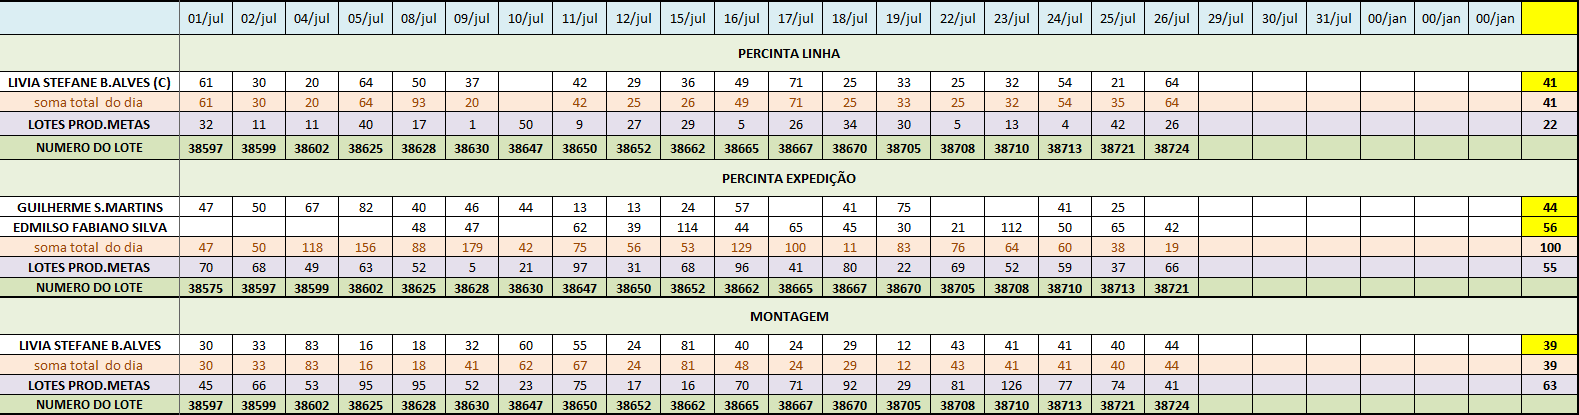 01/jul 02/jul 04/jul 05/jul 08/jul 09/jul 10/jul 11/jul 12/jul 15/jul 16/jul 17/jul 18/jul 19/jul 22/jul 23/jul 24/jul 25/jul 26/jul 29/jul 30/jul 31/jul 00/jan 00/jan 00/jan
PERCINTA LINHA
LIVIA STEFANE B.ALVES (C) 61 30 20 64 50 37 42 29 36 49 71 25 33 25 32 54 21 64 41
soma total do dia 61 30 20 64 93 20 42 25 26 49 71 25 33 25 32 54 35 64 41
LOTES PROD.METAS 32 11 11 40 17 1 50 9 27 29 5 26 34 30 5 13 4 42 26 22
NUMERO DO LOTE 38597 38599 38602 38625 38628 38630 38647 38650 38652 38662 38665 38667 38670 38705 38708 38710 38713 38721 38724
PERCINTA EXPEDIÇÃO
GUILHERME S.MARTINS 47 50 67 82 40 46 44 13 13 24 57 41 75 41 25 44
EDMILSO FABIANO SILVA 48 47 62 39 114 44 65 45 30 21 112 50 65 42 56
soma total do dia 47 50 118 156 88 179 42 75 56 53 129 100 11 83 76 64 60 38 19 100
LOTES PROD.METAS 70 68 49 63 52 5 21 97 31 68 96 41 80 22 69 52 59 37 66 55
NUMERO DO LOTE 38575 38597 38599 38602 38625 38628 38630 38647 38650 38652 38662 38665 38667 38670 38705 38708 38710 38713 38721
MONTAGEM
LIVIA STEFANE B.ALVES 30 33 83 16 18 32 60 55 24 81 40 24 29 12 43 41 41 40 44 39
soma total do dia 30 33 83 16 18 41 62 67 24 81 48 24 29 12 43 41 41 40 44 39
LOTES PROD.METAS 45 66 53 95 95 52 23 75 17 16 70 71 92 29 81 126 77 74 41 63
NUMERO DO LOTE 38597 38599 38602 38625 38628 38630 38647 38650 38652 38662 38665 38667 38670 38705 38708 38710 38713 38721 38724